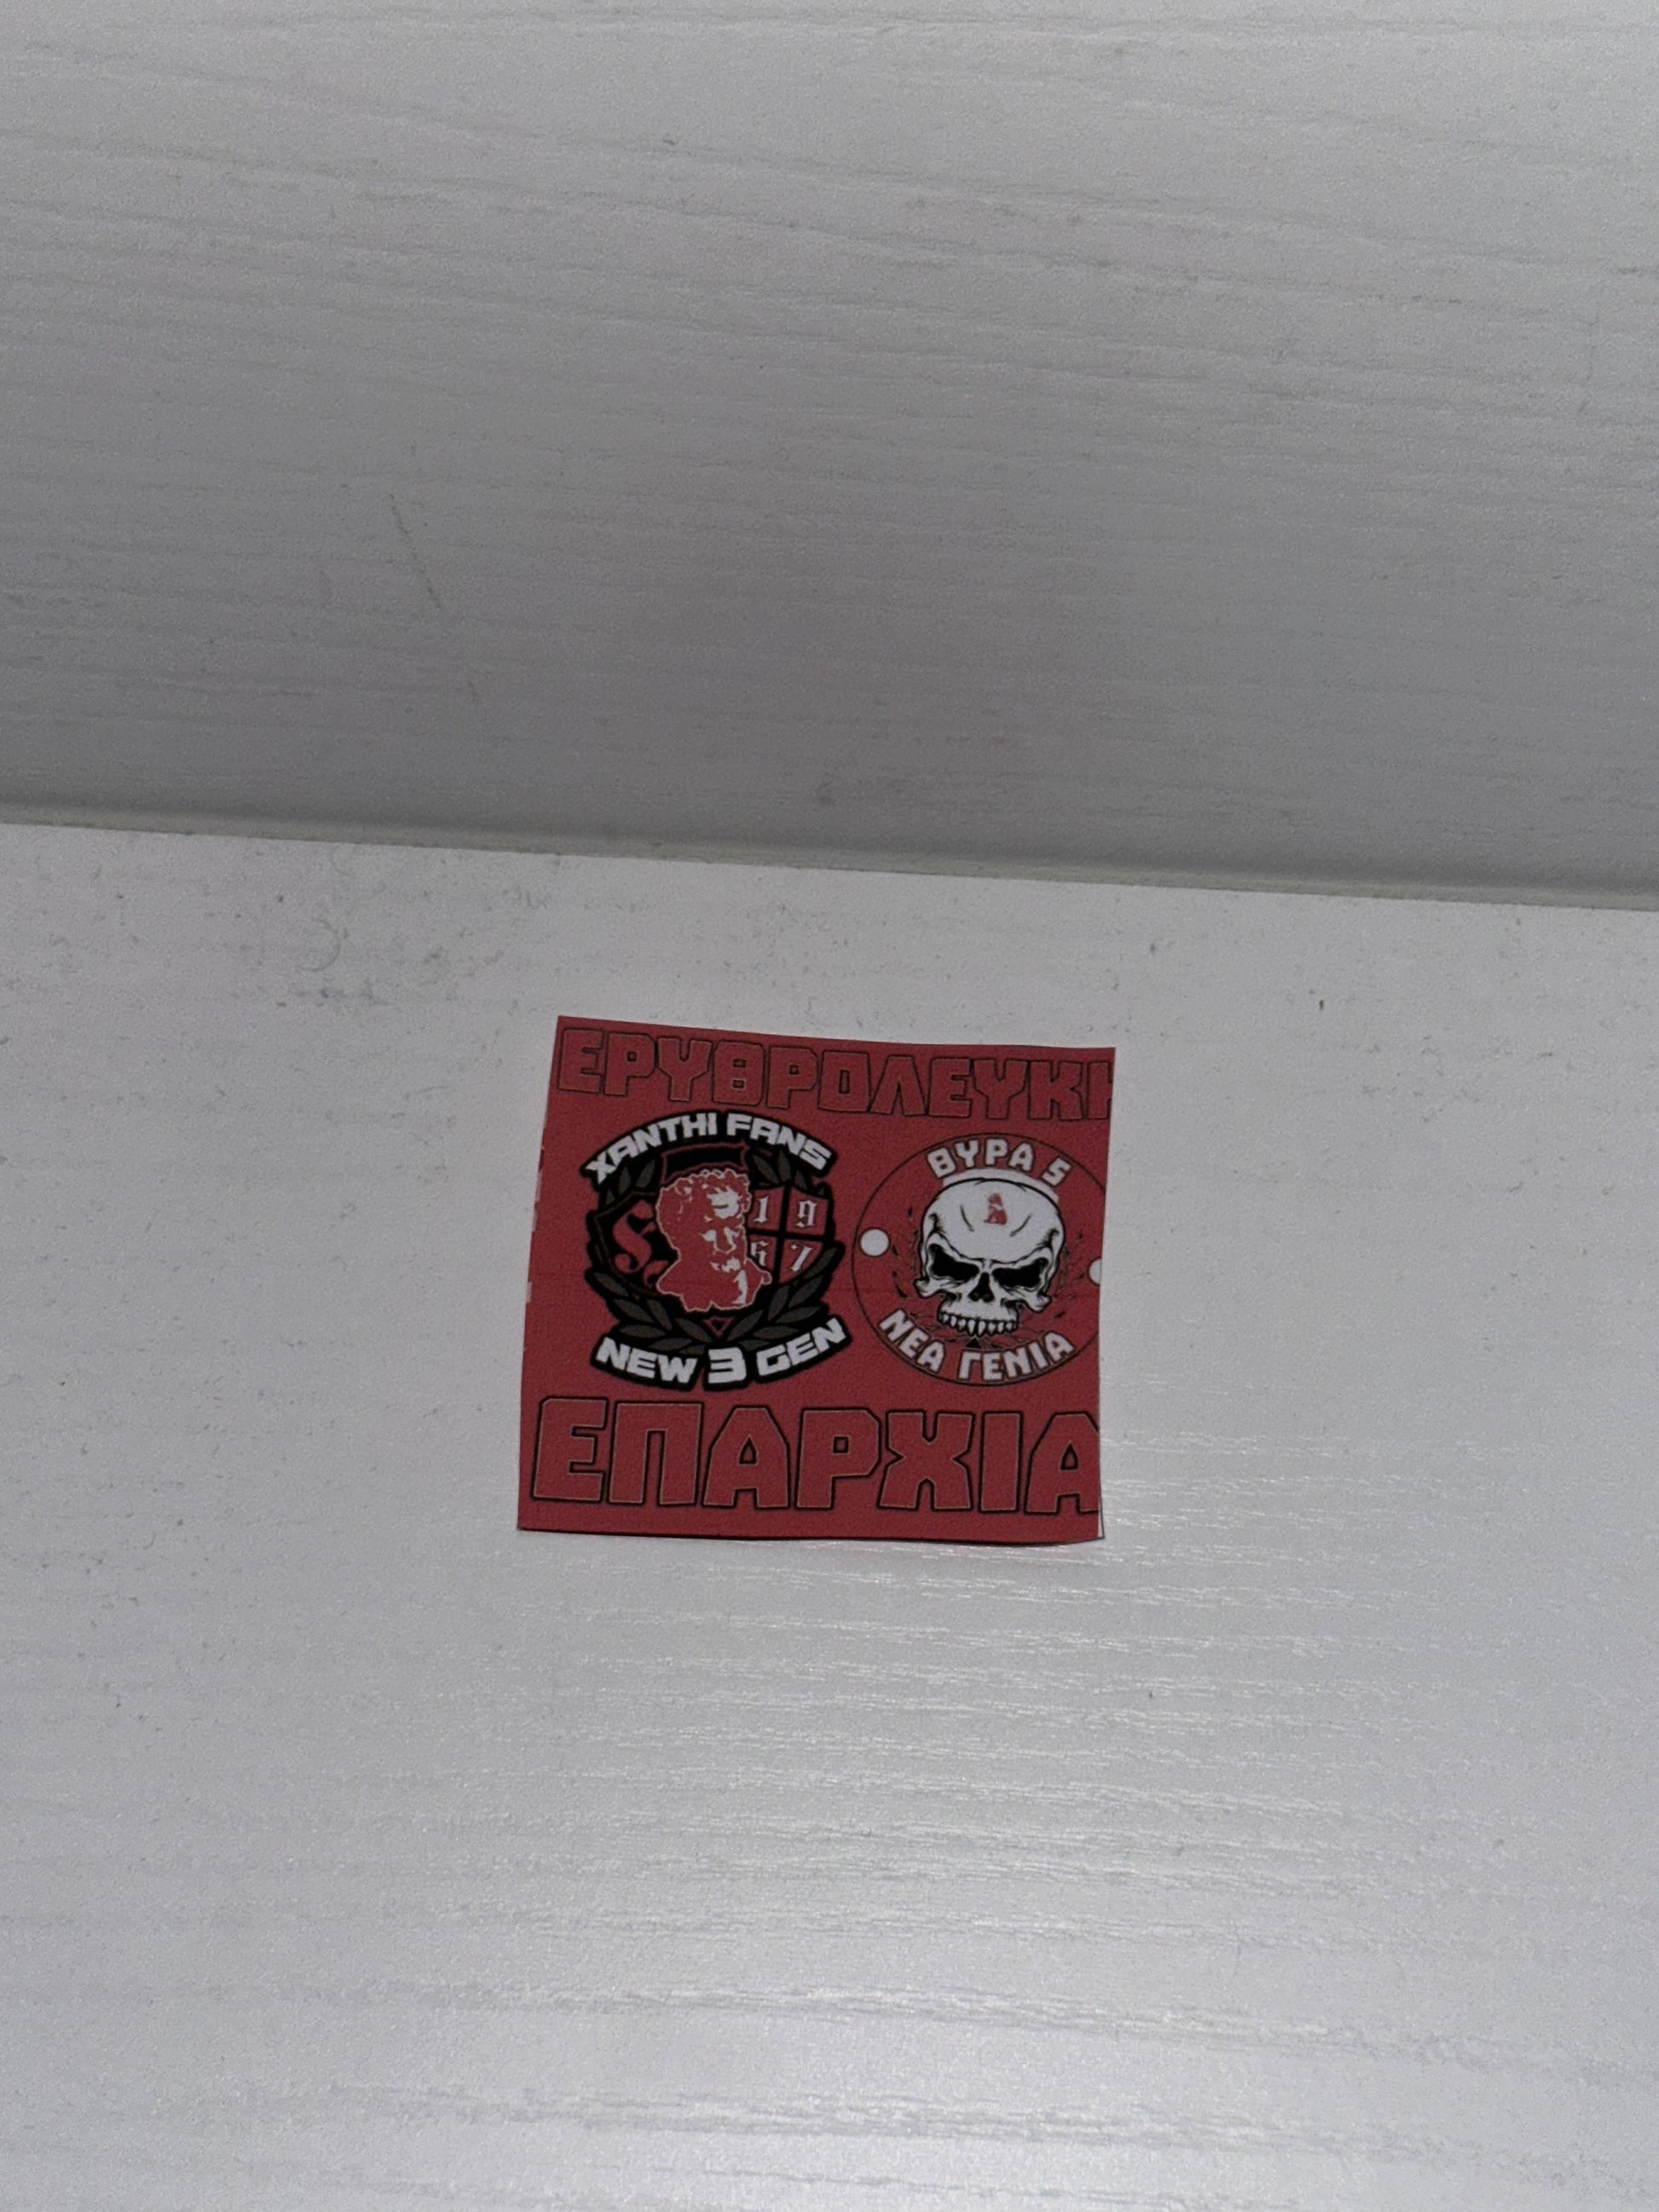 ΕΡΥΘΡΟΛΕΥΚΗ
XANTHI FANS
S
19
67
NEW 3 GEN
ΘΥΡΑ 5
ΝΕΑ ΓΕΝΙΑ
ΕΠΑΡΧΙΑ